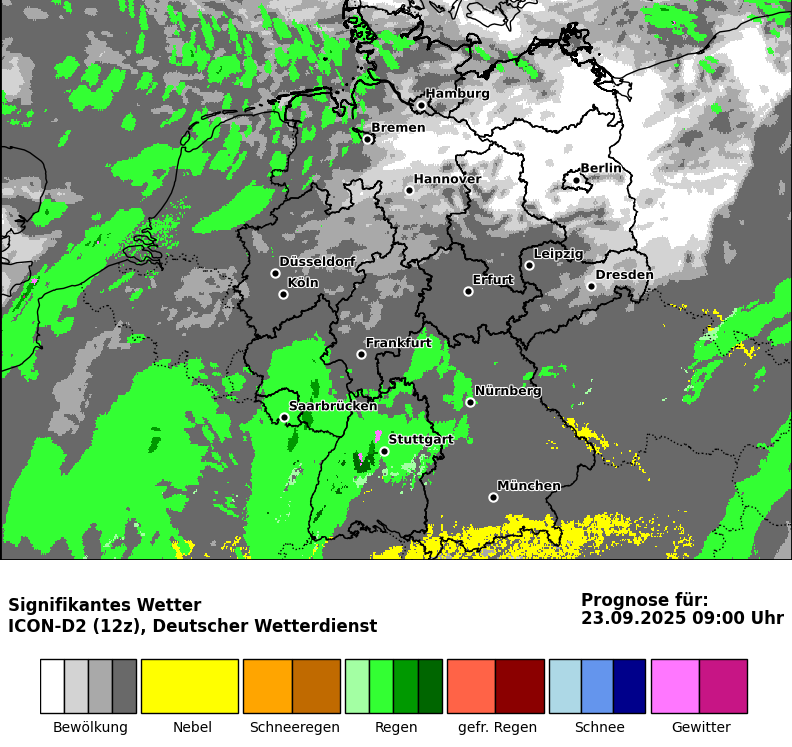 Hamburg
Bremen
Berlin
Hannover
Leipzig
Düsseldorf
Dresden
Köln
Erfurt
Frankfurt
Nürnberg
Saarbrücken
Stuttgart
München
Signifikantes Wetter
ICON-D2 (12z), Deutscher Wetterdienst
Prognose für:
23.09.2025 09:00 Uhr
Bewölkung
Nebel
Schneeregen
Regen
gefr. Regen
Schnee
Gewitter